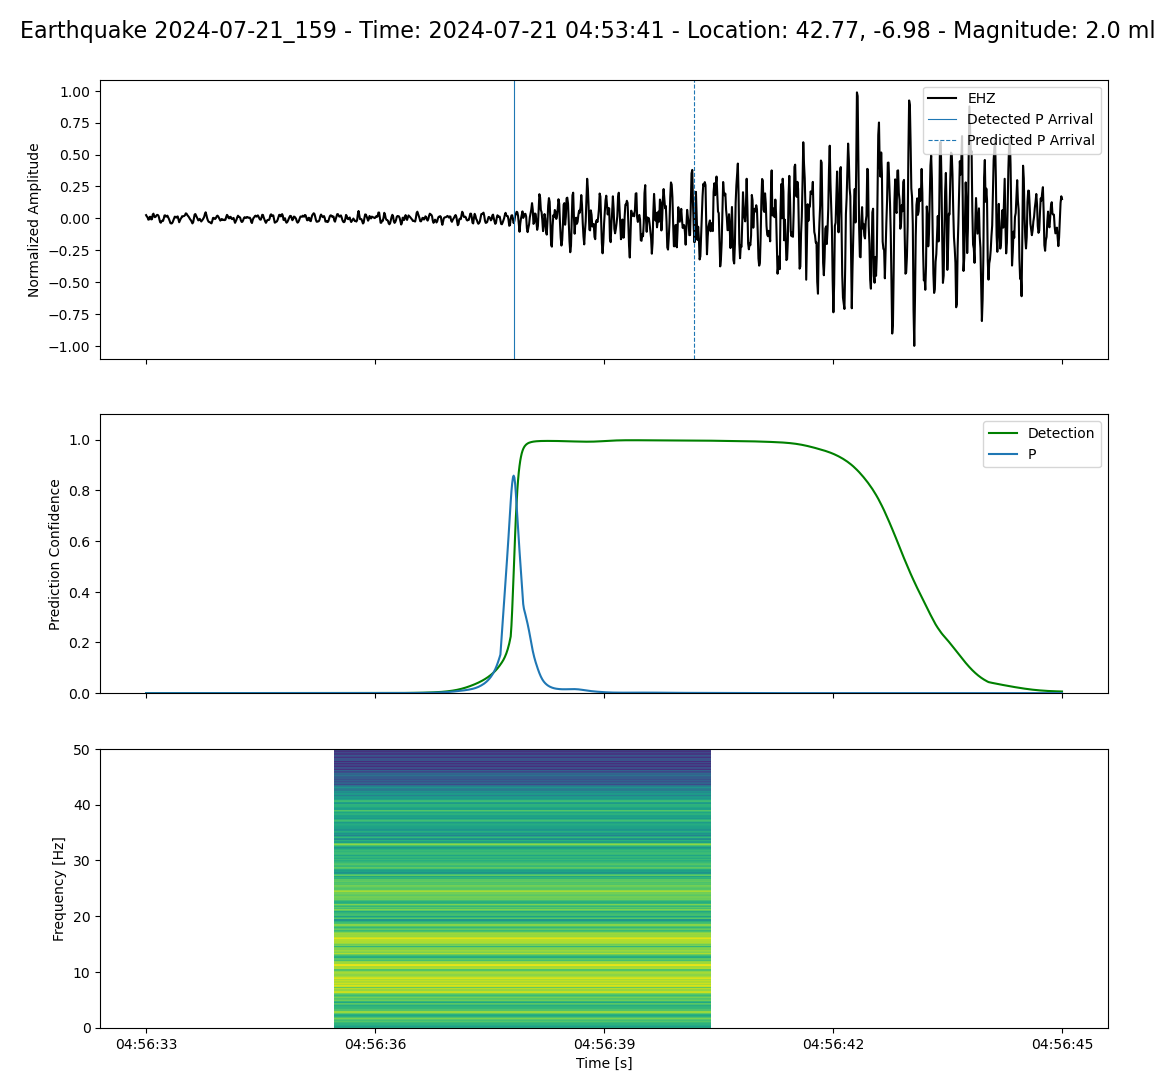 Earthquake 2024-07-21_159 - Time: 2024-07-21 04:53:41 - Location: 42.77, -6.98 - Magnitude: 2.0 ml
Normalized Amplitude
1.00
0.75
0.50
0.25
0.00
−0.25
−0.50
−0.75
−1.00
EHZ
Detected P Arrival
Predicted P Arrival
Prediction Confidence
1.0
0.8
0.6
0.4
0.2
0.0
Detection
P
Frequency [Hz]
50
40
30
20
10
0
04:56:33 04:56:36 04:56:39 04:56:42 04:56:45
Time [s]